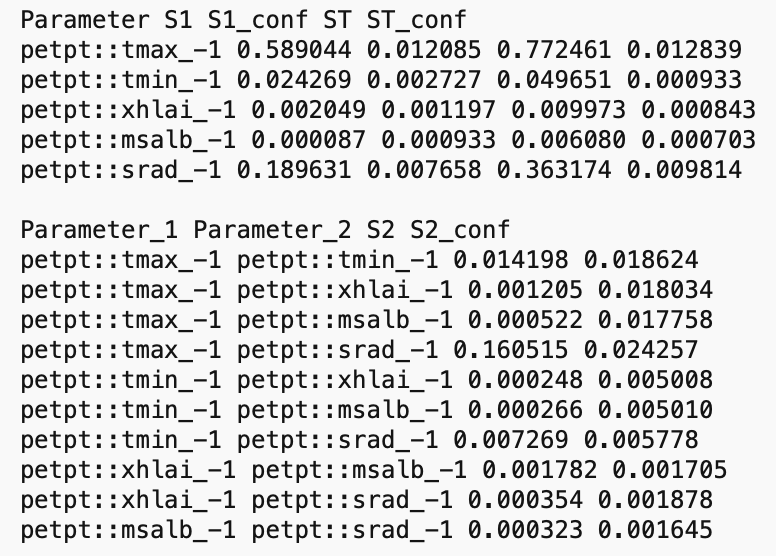 Parameter S1 S1_conf ST ST_conf
petpt::tmax_-1 0.589044 0.012085 0.772461 0.012839
petpt::tmin_-1 0.024269 0.002727 0.049651 0.000933
petpt::xhlai_-1 0.002049 0.001197 0.009973 0.000843
petpt::msalb_-1 0.000087 0.000933 0.006080 0.000703
petpt::srad_-1 0.189631 0.007658 0.363174 0.009814
Parameter_1 Parameter_2 S2 S2_conf
petpt::tmax_-1 petpt::tmin_-1 0.014198 0.018624
petpt::tmax_-1 petpt::xhlai_-1 0.001205 0.018034
petpt::tmax_-1 petpt::msalb_-1 0.000522 0.017758
petpt::tmax_-1 petpt::srad_-1 0.160515 0.024257
petpt::tmin_-1 petpt::xhlai_-1 0.000248 0.005008
petpt::tmin_-1 petpt::msalb_-1 0.000266 0.005010
petpt::tmin_-1 petpt::srad_-1 0.007269 0.005778
petpt::xhlai_-1 petpt::msalb_-1 0.001782 0.001705
petpt::xhlai_-1 petpt::srad_-1 0.000354 0.001878
petpt::msalb_-1 petpt::srad_-1 0.000323 0.001645